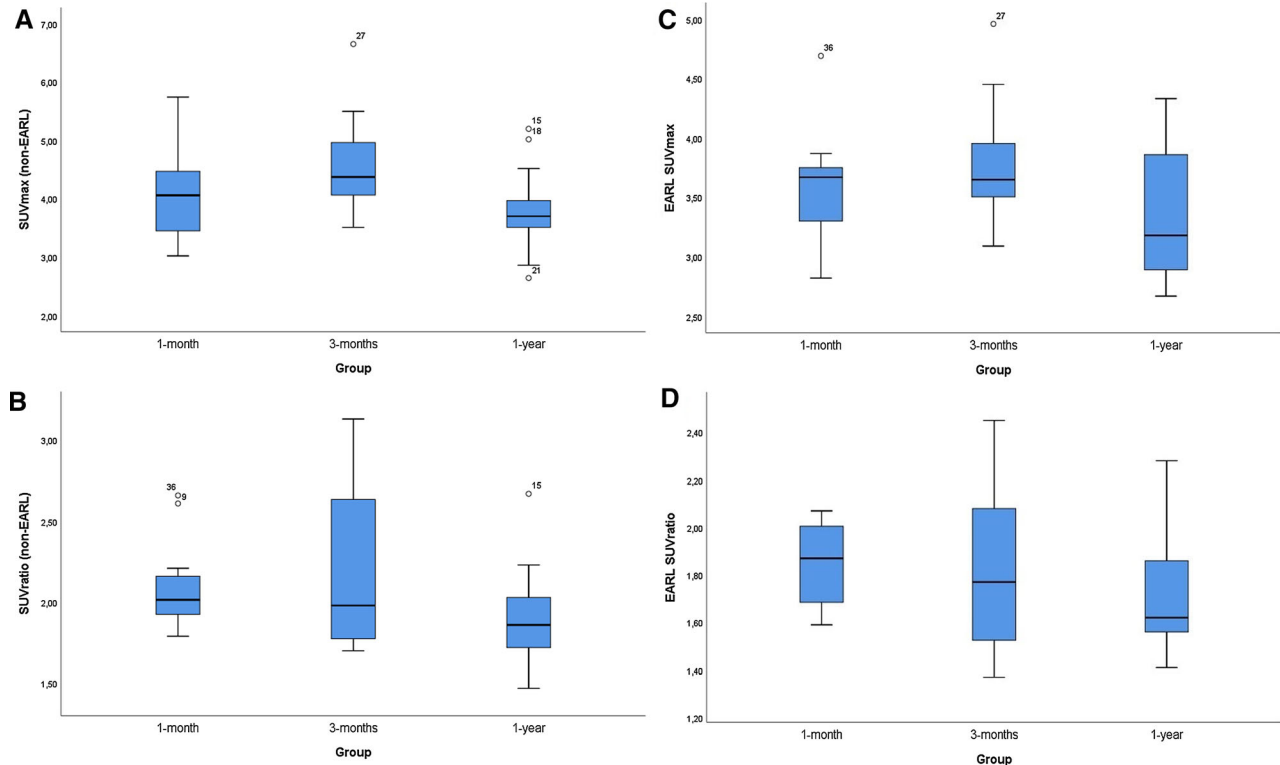 A
SUVmax (non-EARL)
7,00
6,00
5,00
4,00
3,00
2,00
27
15
18
21
1-month
3-months
1-year
Group
C
EARL SUVmax
5,00
4,50
4,00
3,50
3,00
2,50
36
27
1-month
3-months
1-year
Group
B
SUVratio (non-EARL)
3,00
2,50
2,00
1,50
36
9
15
1-month
3-months
1-year
Group
D
EARL SUVratio
2,40
2,20
2,00
1,80
1,60
1,40
1,20
1-month
3-months
1-year
Group